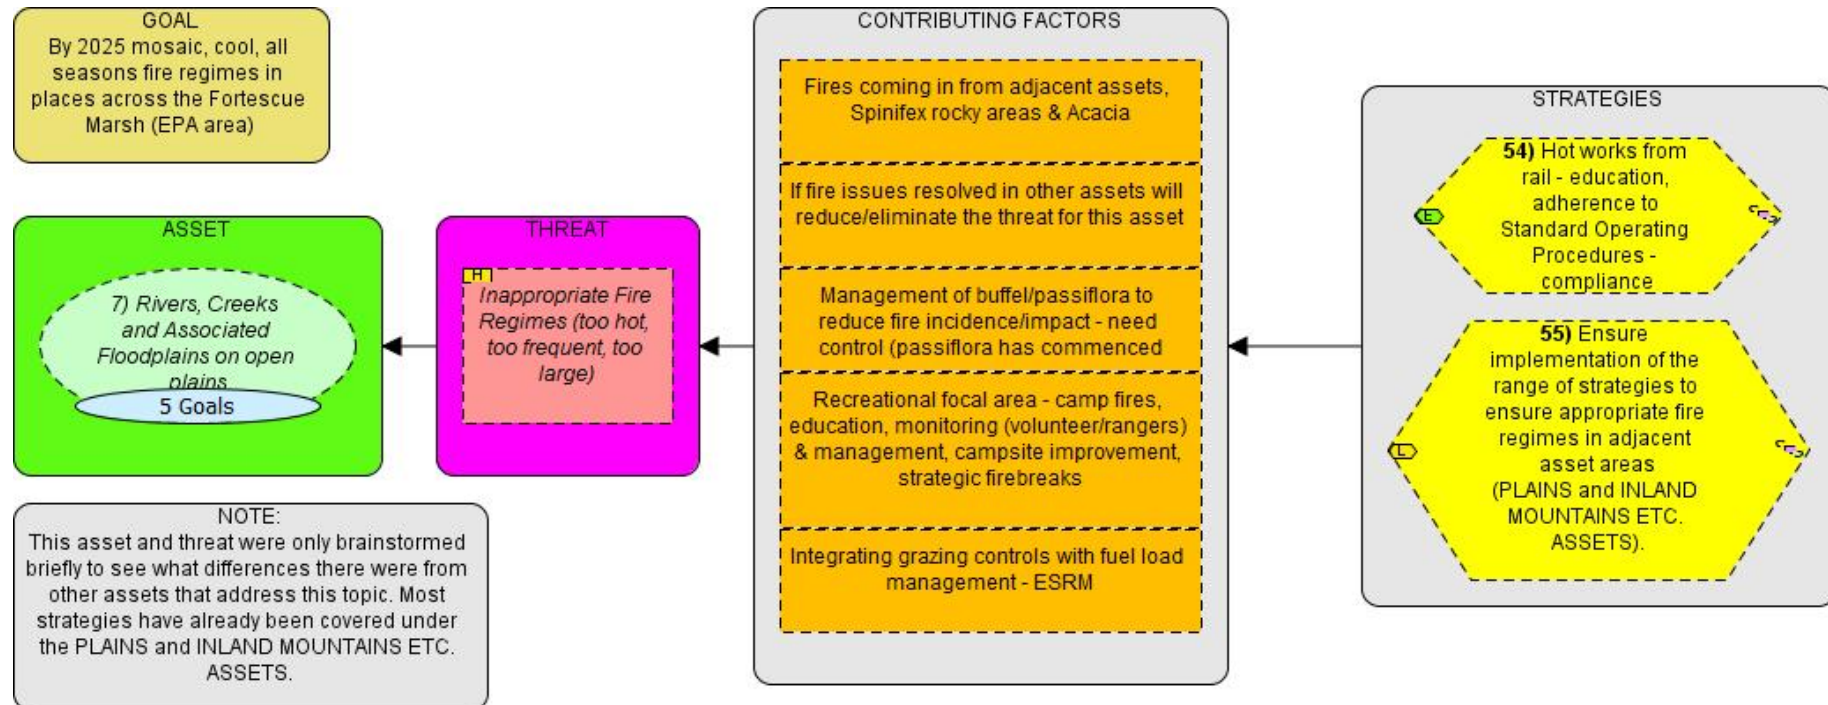 GOAL
By 2025 mosaic, cool, all
seasons fire regimes in
places across the Fortescue
Marsh (EPA area)
ASSET
7) Rivers, Creeks
and Associated
Floodplains on open
plains
5 Goals
NOTE:
This asset and threat were only brainstormed
briefly to see what differences there were from
other assets that address this topic. Most
strategies have already been covered under
the PLAINS and INLAND MOUNTAINS ETC.
ASSETS.
THREAT
H
Inappropriate Fire
Regimes (too hot,
too frequent, too
large)
CONTRIBUTING FACTORS
Fires coming in from adjacent assets,
Spinifex rocky areas & Acacia
If fire issues resolved in other assets will
reduce/eliminate the threat for this asset
Management of buffel/passiflora to
reduce fire incidence/impact - need
control (passiflora has commenced
Recreational focal area - camp fires,
education, monitoring (volunteer/rangers)
& management, campsite improvement,
strategic firebreaks
Integrating grazing controls with fuel load
management - ESRM
STRATEGIES
54) Hot works from
rail - education,
adherence to
Standard Operating
Procedures -
compliance
E
55) Ensure
implementation of the
range of strategies to
ensure appropriate fire
regimes in adjacent
asset areas
(PLAINS and INLAND
MOUNTAINS ETC.
ASSETS).
L